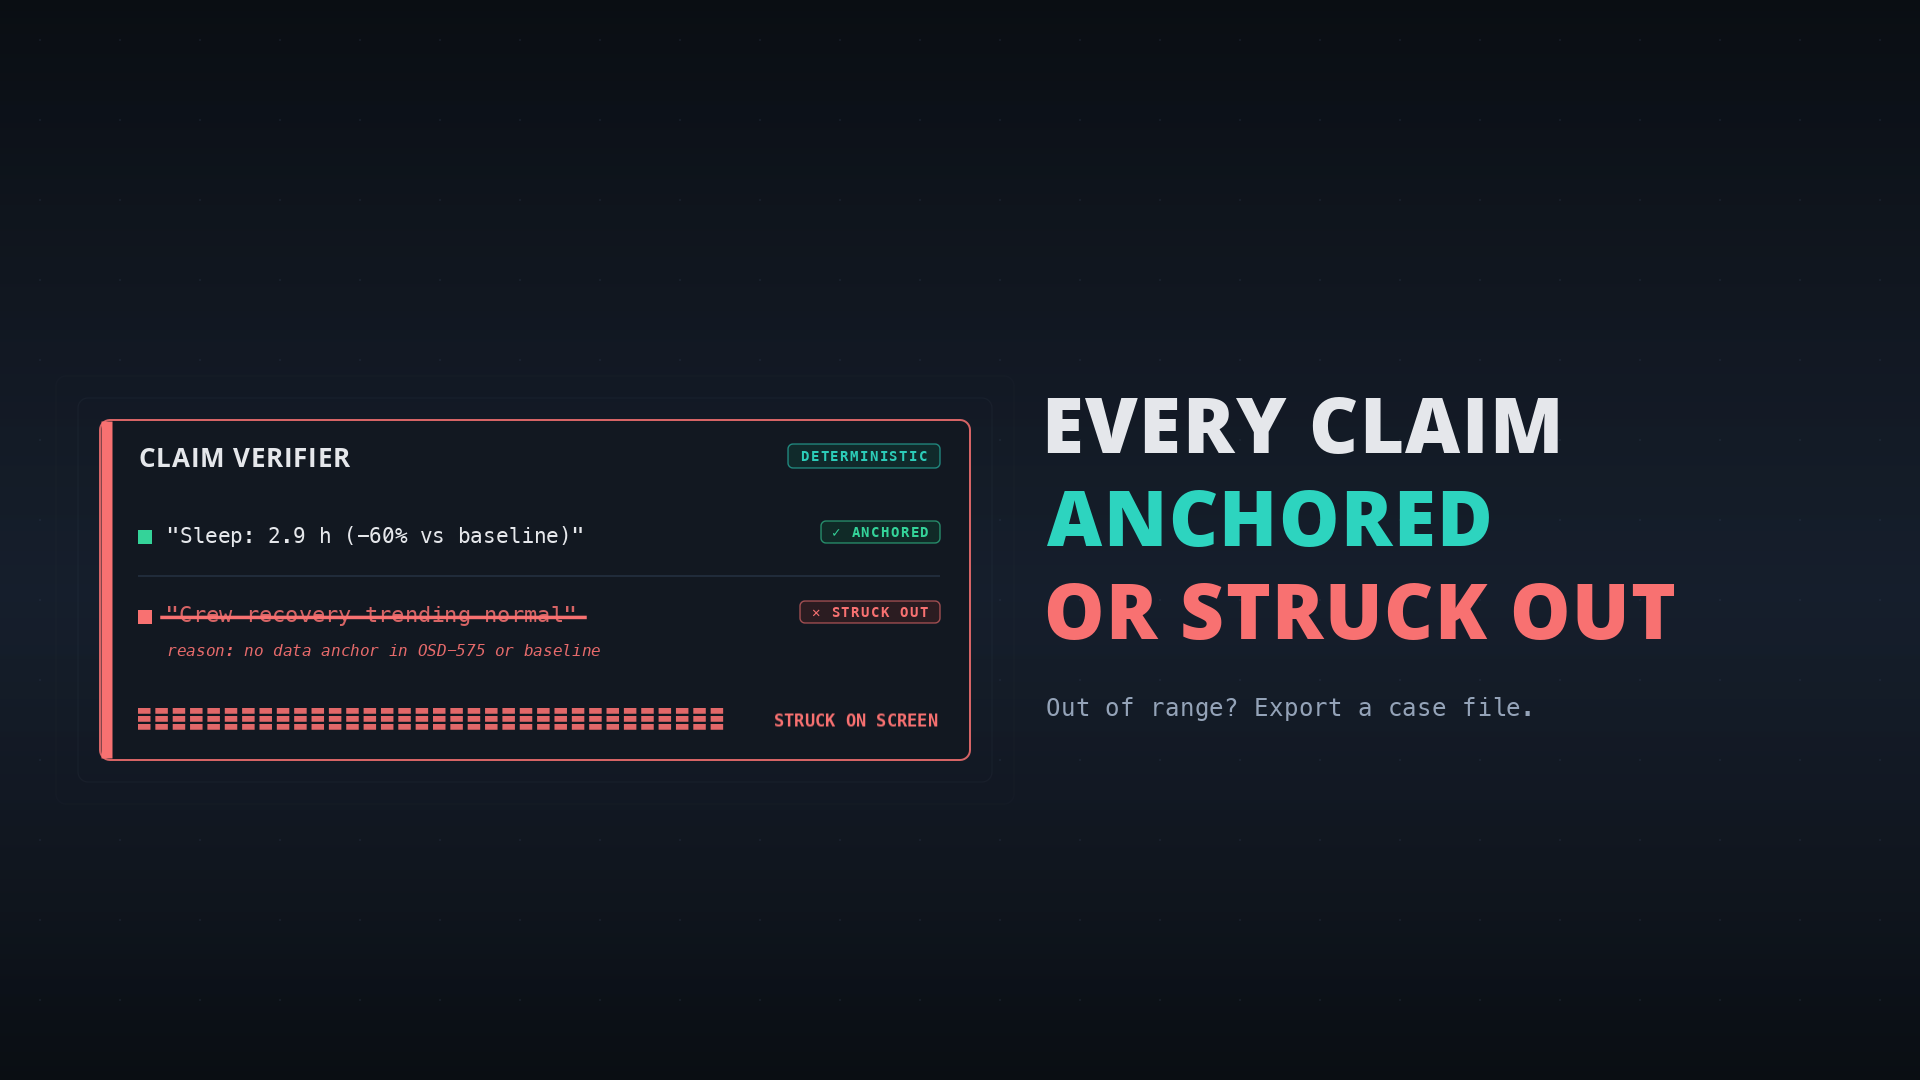 CLAIM VERIFIER
DETERMINISTIC
"Sleep: 2.9 h (−60% vs baseline)"
✓ ANCHORED
"Crew recovery trending normal"
✕ STRUCK OUT
reason: no data anchor in OSD−575 or baseline
STRUCK ON SCREEN
EVERY CLAIM
ANCHORED
OR STRUCK OUT
Out of range? Export a case file.